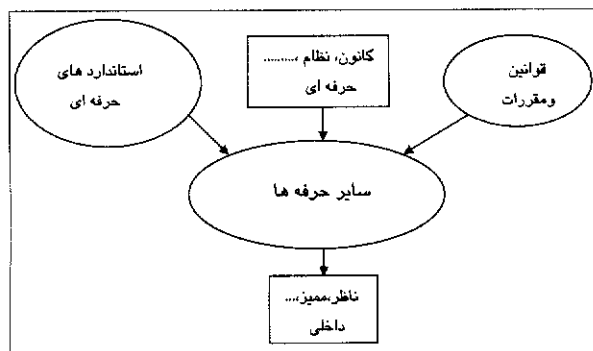 قوانین
ومقررات
کانون، نظام ,..........
حرفه ای
استاندارد های
حرفه ای
سایر حرفه ها
ناظر،ممیز,...
داخلی